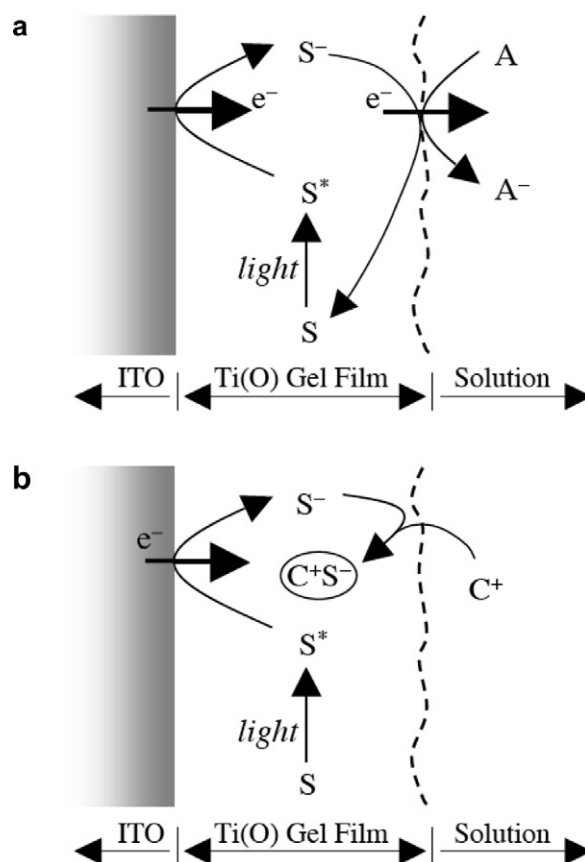 a
S⁻ A
e⁻ e⁻
S* A⁻
light
S
ITO Ti(O) Gel Film Solution
b
S⁻
e⁻
C⁺S⁻ C⁺
S*
light
S
ITO Ti(O) Gel Film Solution